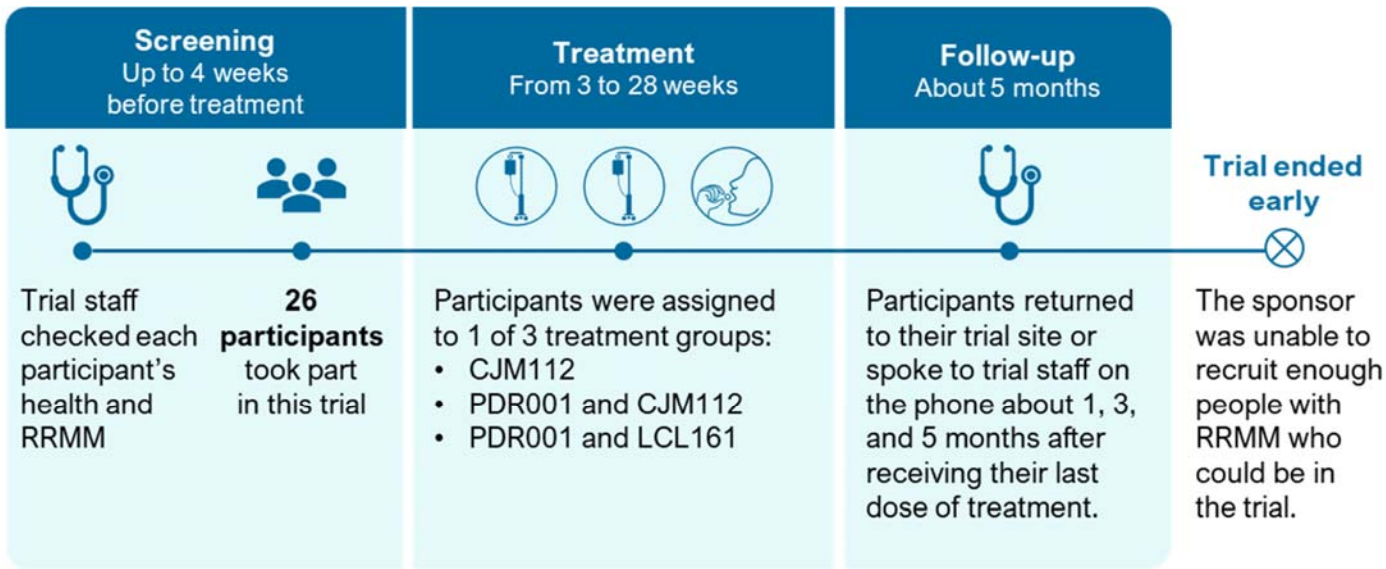 Screening
Up to 4 weeks
before treatment
Treatment
From 3 to 28 weeks
Follow-up
About 5 months
Trial ended
early
Trial staff
checked each
participant's
health and
RRMM
26
participants
took part
in this trial
Participants were assigned
to 1 of 3 treatment groups:
• CJM112
• PDR001 and CJM112
• PDR001 and LCL161
Participants returned
to their trial site or
spoke to trial staff on
the phone about 1, 3,
and 5 months after
receiving their last
dose of treatment.
The sponsor
was unable to
recruit enough
people with
RRMM who
could be in
the trial.